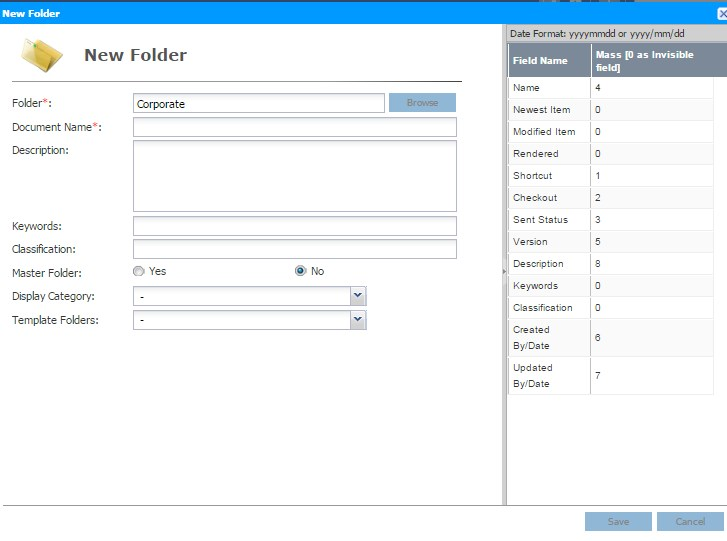 New Folder
New Folder
Folder*:
Corporate
Browse
Document Name*:
Description:
Keywords:
Classification:
Master Folder:
Yes
No
Display Category:
-
Template Folders:
-
Date Format: yyyymmdd or yyyy/mm/dd
Field Name
Mass [0 as Invisible
field]
Name 4
Newest Item 0
Modified Item 0
Rendered 0
Shortcut 1
Checkout 2
Sent Status 3
Version 5
Description 8
Keywords 0
Classification 0
Created
By/Date
6
Updated
By/Date
7
Save
Cancel